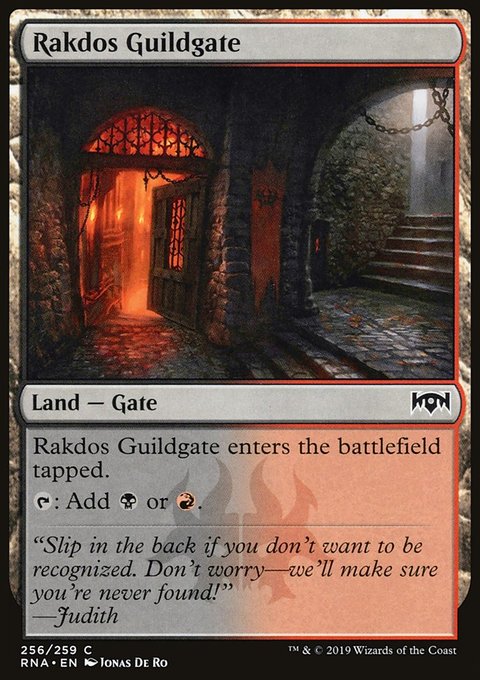 Rakdos Guildgate
Land — Gate
Rakdos Guildgate enters the battlefield
tapped.
: Add or .
“Slip in the back if you don’t want to be
recognized. Don’t worry—we’ll make sure
you’re never found!”
—Judith
256/259 C
RNA • EN Jonas De Ro
™ & © 2019 Wizards of the Coast